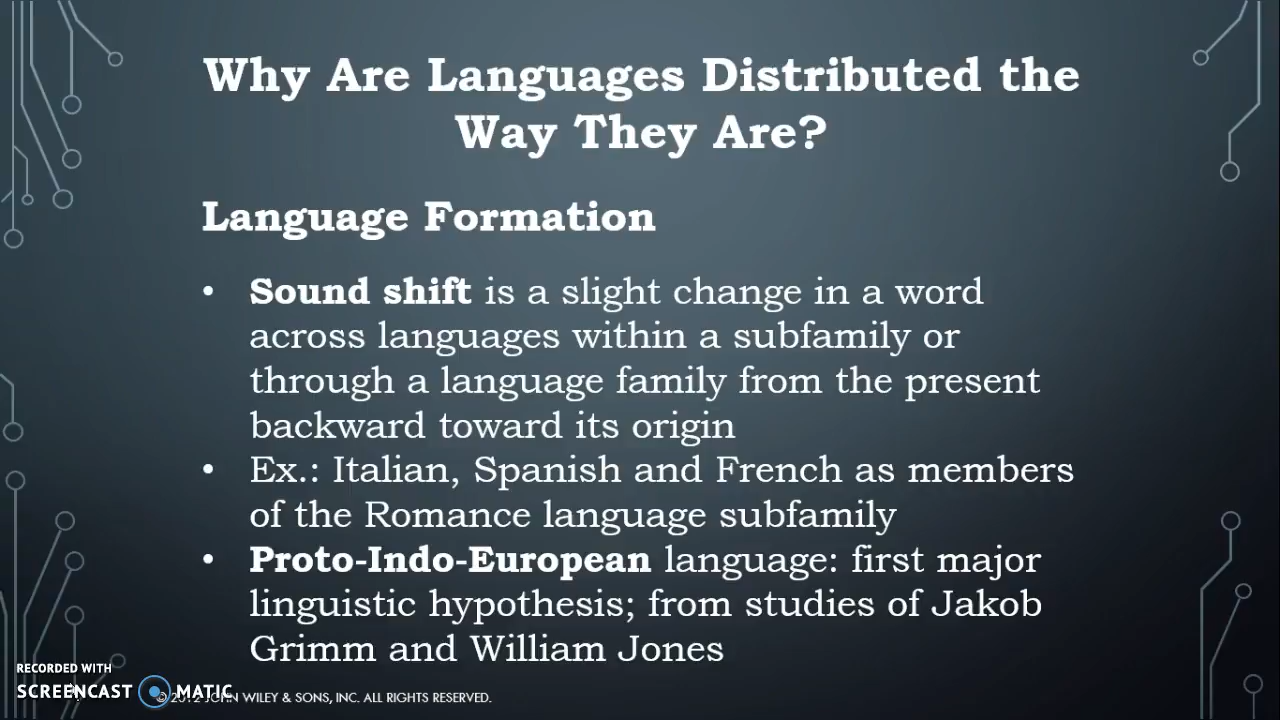 Why Are Languages Distributed the
Way They Are?
Language Formation
• Sound shift is a slight change in a word
across languages within a subfamily or
through a language family from the present
backward toward its origin
• Ex.: Italian, Spanish and French as members
of the Romance language subfamily
• Proto-Indo-European language: first major
linguistic hypothesis; from studies of Jakob
Grimm and William Jones
RECORDED WITH
SCREENCAST MATIC
© 2012 JOHN WILEY & SONS, INC. ALL RIGHTS RESERVED.